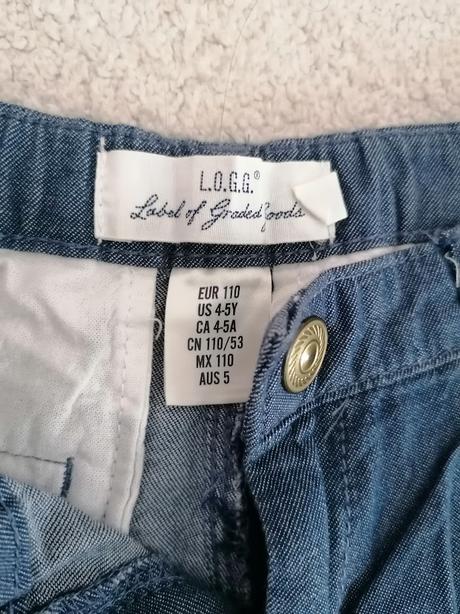 L.O.G.G.®
Label of Graded Goods
EUR 110
US 4-5Y
CA 4-5A
CN 110/53
MX 110
AUS 5